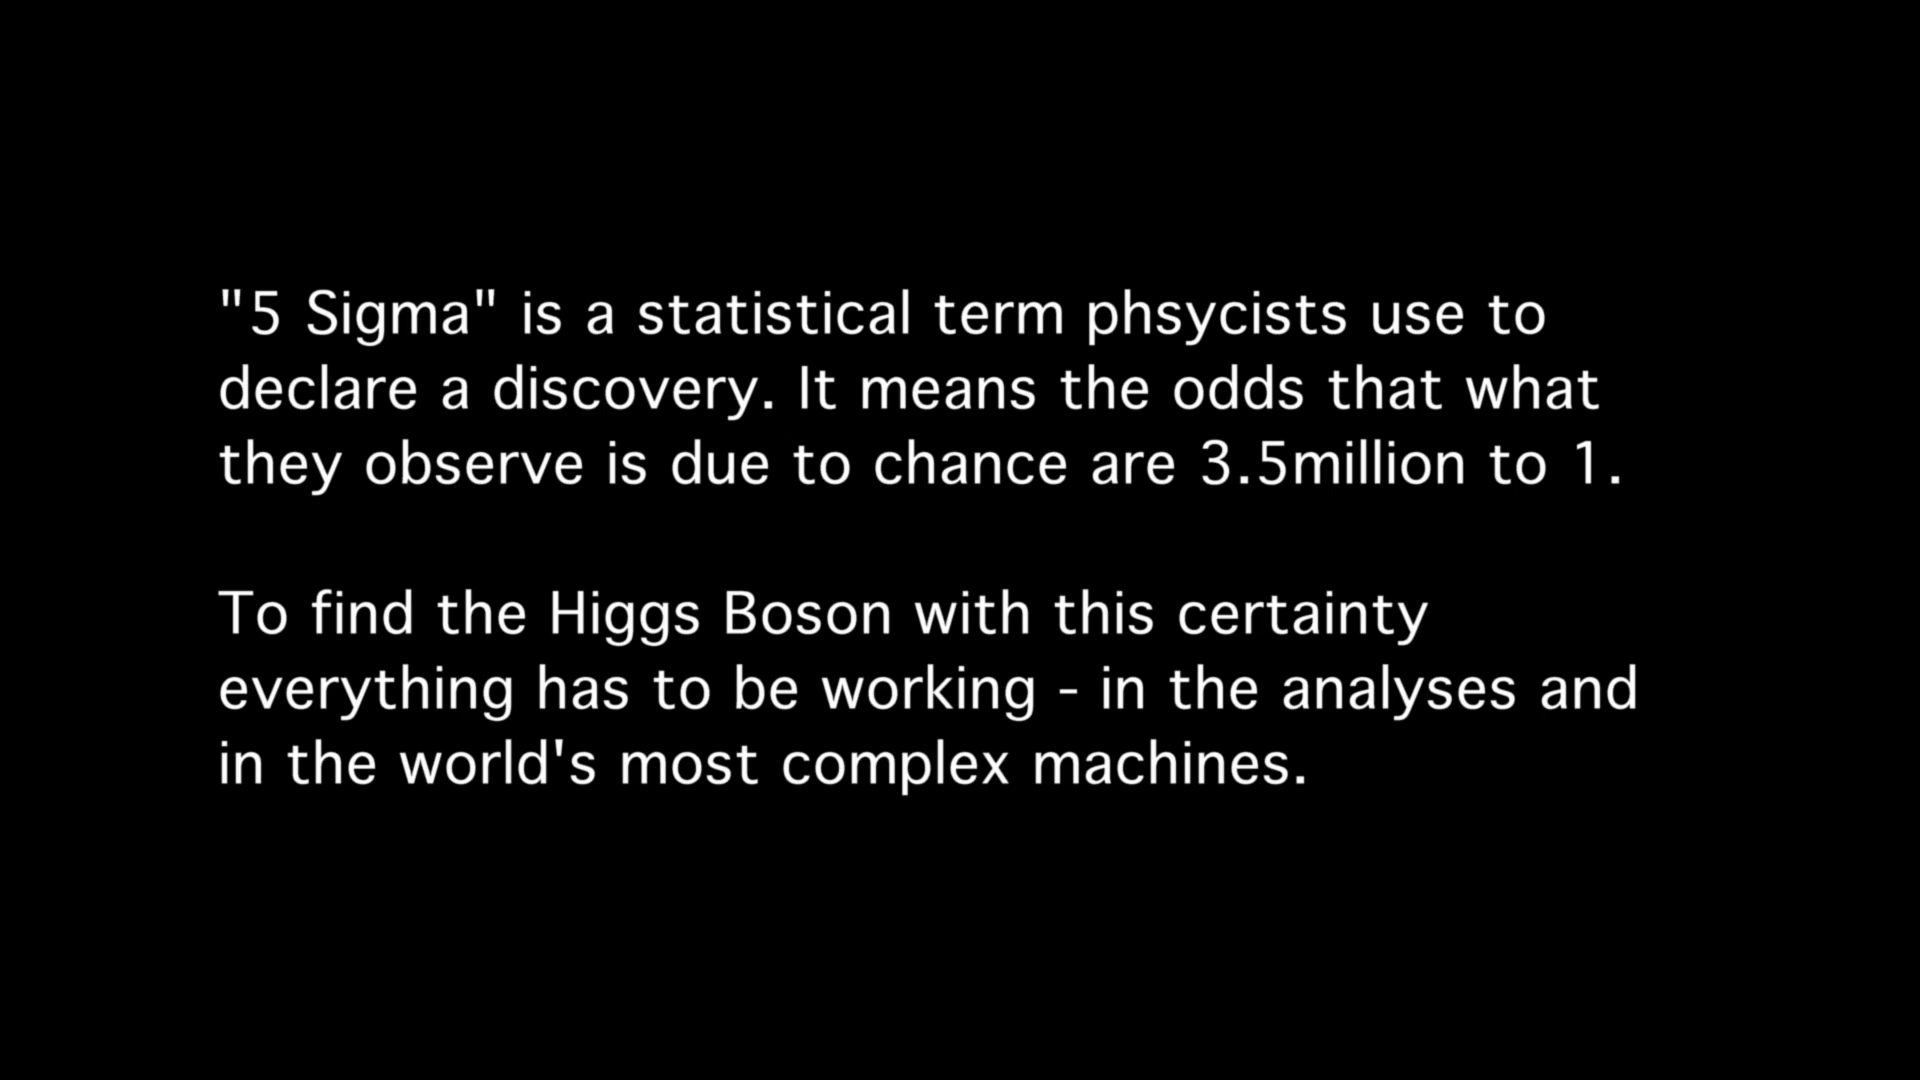 "5 Sigma" is a statistical term phsycists use to
declare a discovery. It means the odds that what
they observe is due to chance are 3.5million to 1.
To find the Higgs Boson with this certainty
everything has to be working - in the analyses and
in the world's most complex machines.